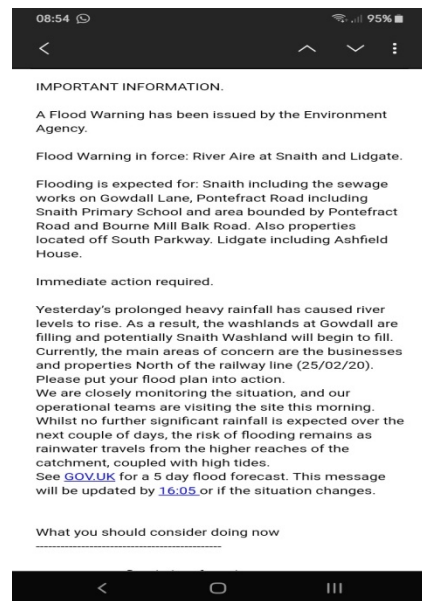 08:54 95%
IMPORTANT INFORMATION.
A Flood Warning has been issued by the Environment
Agency.
Flood Warning in force: River Aire at Snaith and Lidgate.
Flooding is expected for: Snaith including the sewage
works on Gowdall Lane, Pontefract Road including
Snaith Primary School and area bounded by Pontefract
Road and Bourne Mill Balk Road. Also properties
located off South Parkway. Lidgate including Ashfield
House.
Immediate action required.
Yesterday's prolonged heavy rainfall has caused river
levels to rise. As a result, the washlands at Gowdall are
filling and potentially Snaith Washland will begin to fill.
Currently, the main areas of concern are the businesses
and properties North of the railway line (25/02/20).
Please put your flood plan into action.
We are closely monitoring the situation, and our
operational teams are visiting the site this morning.
Whilst no further significant rainfall is expected over the
next couple of days, the risk of flooding remains as
rainwater travels from the higher reaches of the
catchment, coupled with high tides.
See GOV.UK for a 5 day flood forecast. This message
will be updated by 16:05 or if the situation changes.
What you should consider doing now
--------------------------------------------